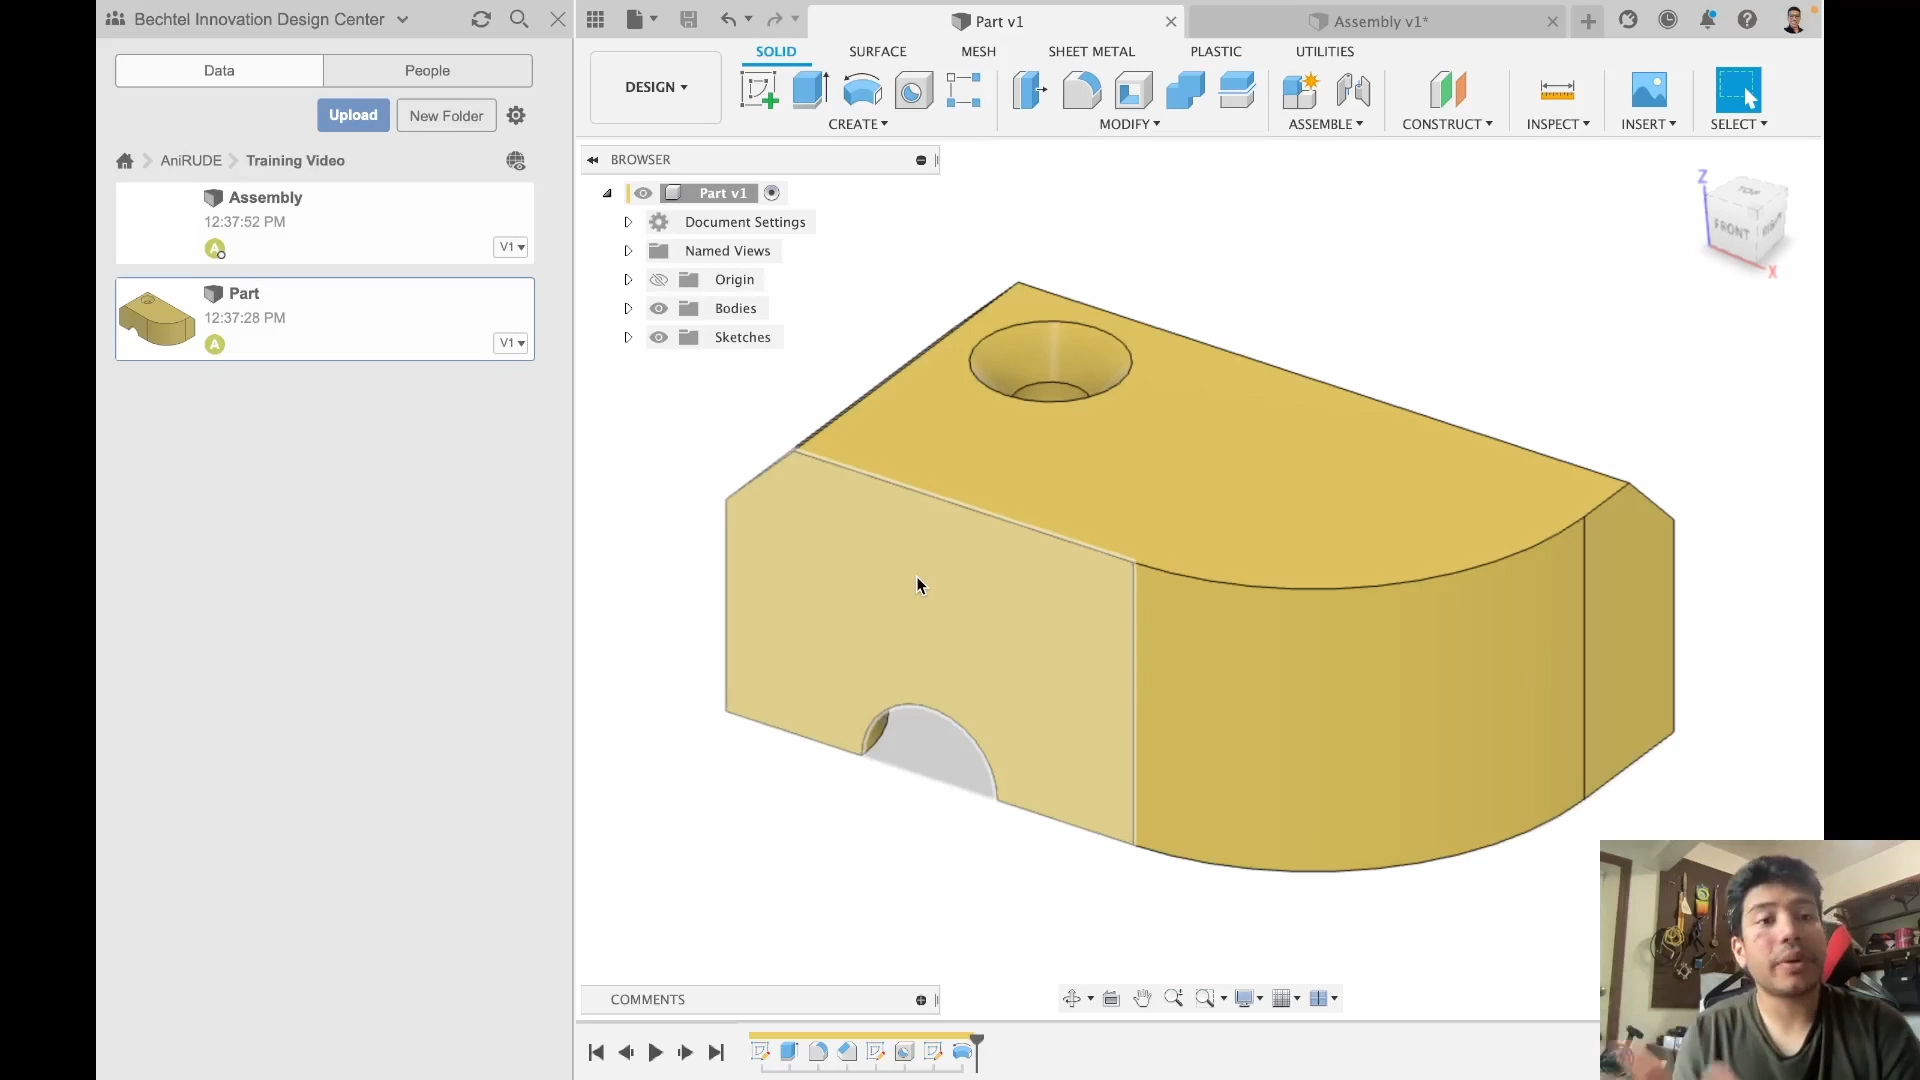 Bechtel Innovation Design Center
Part v1
Assembly v1*
Data
People
Upload
New Folder
AniRUDE
Training Video
Assembly
12:37:52 PM
A
V1
Part
12:37:28 PM
A
V1
DESIGN
SOLID
SURFACE
MESH
SHEET METAL
PLASTIC
UTILITIES
CREATE
MODIFY
ASSEMBLE
CONSTRUCT
INSPECT
INSERT
SELECT
BROWSER
Part v1
Document Settings
Named Views
Origin
Bodies
Sketches
Z
TOP
FRONT
RIGHT
X
COMMENTS